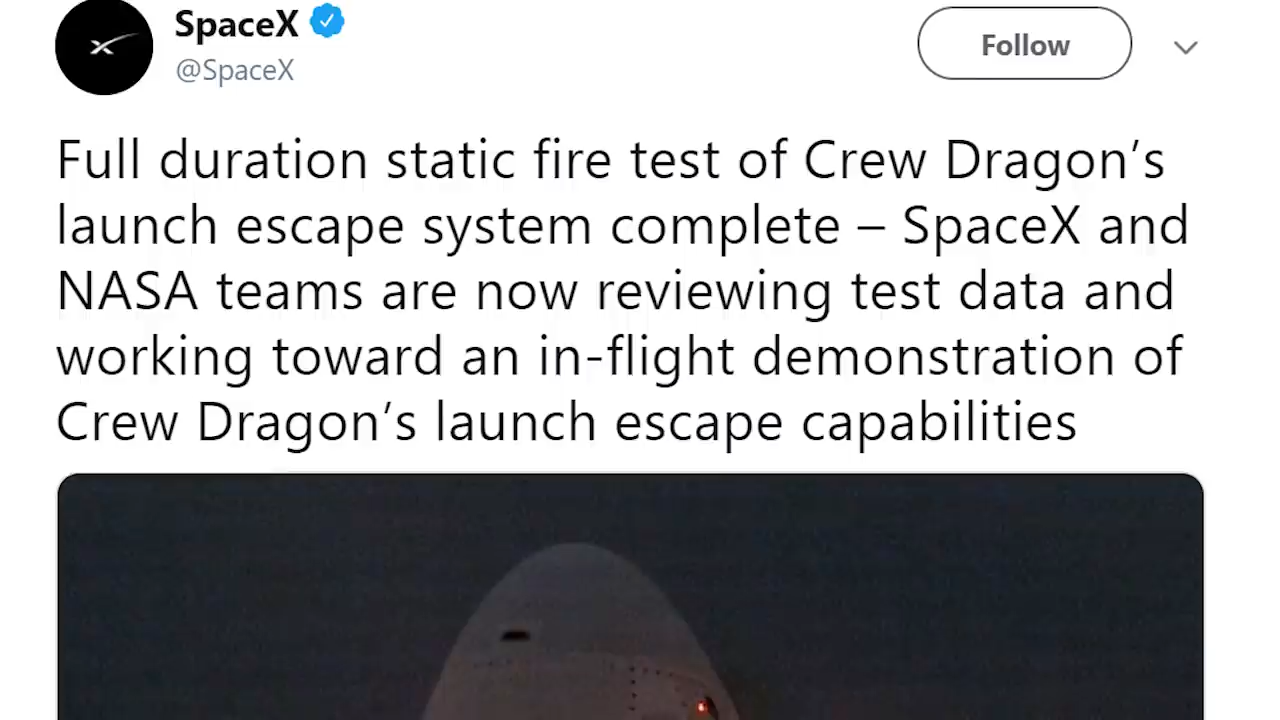 SpaceX
@SpaceX
Follow
Full duration static fire test of Crew Dragon’s
launch escape system complete – SpaceX and
NASA teams are now reviewing test data and
working toward an in-flight demonstration of
Crew Dragon’s launch escape capabilities